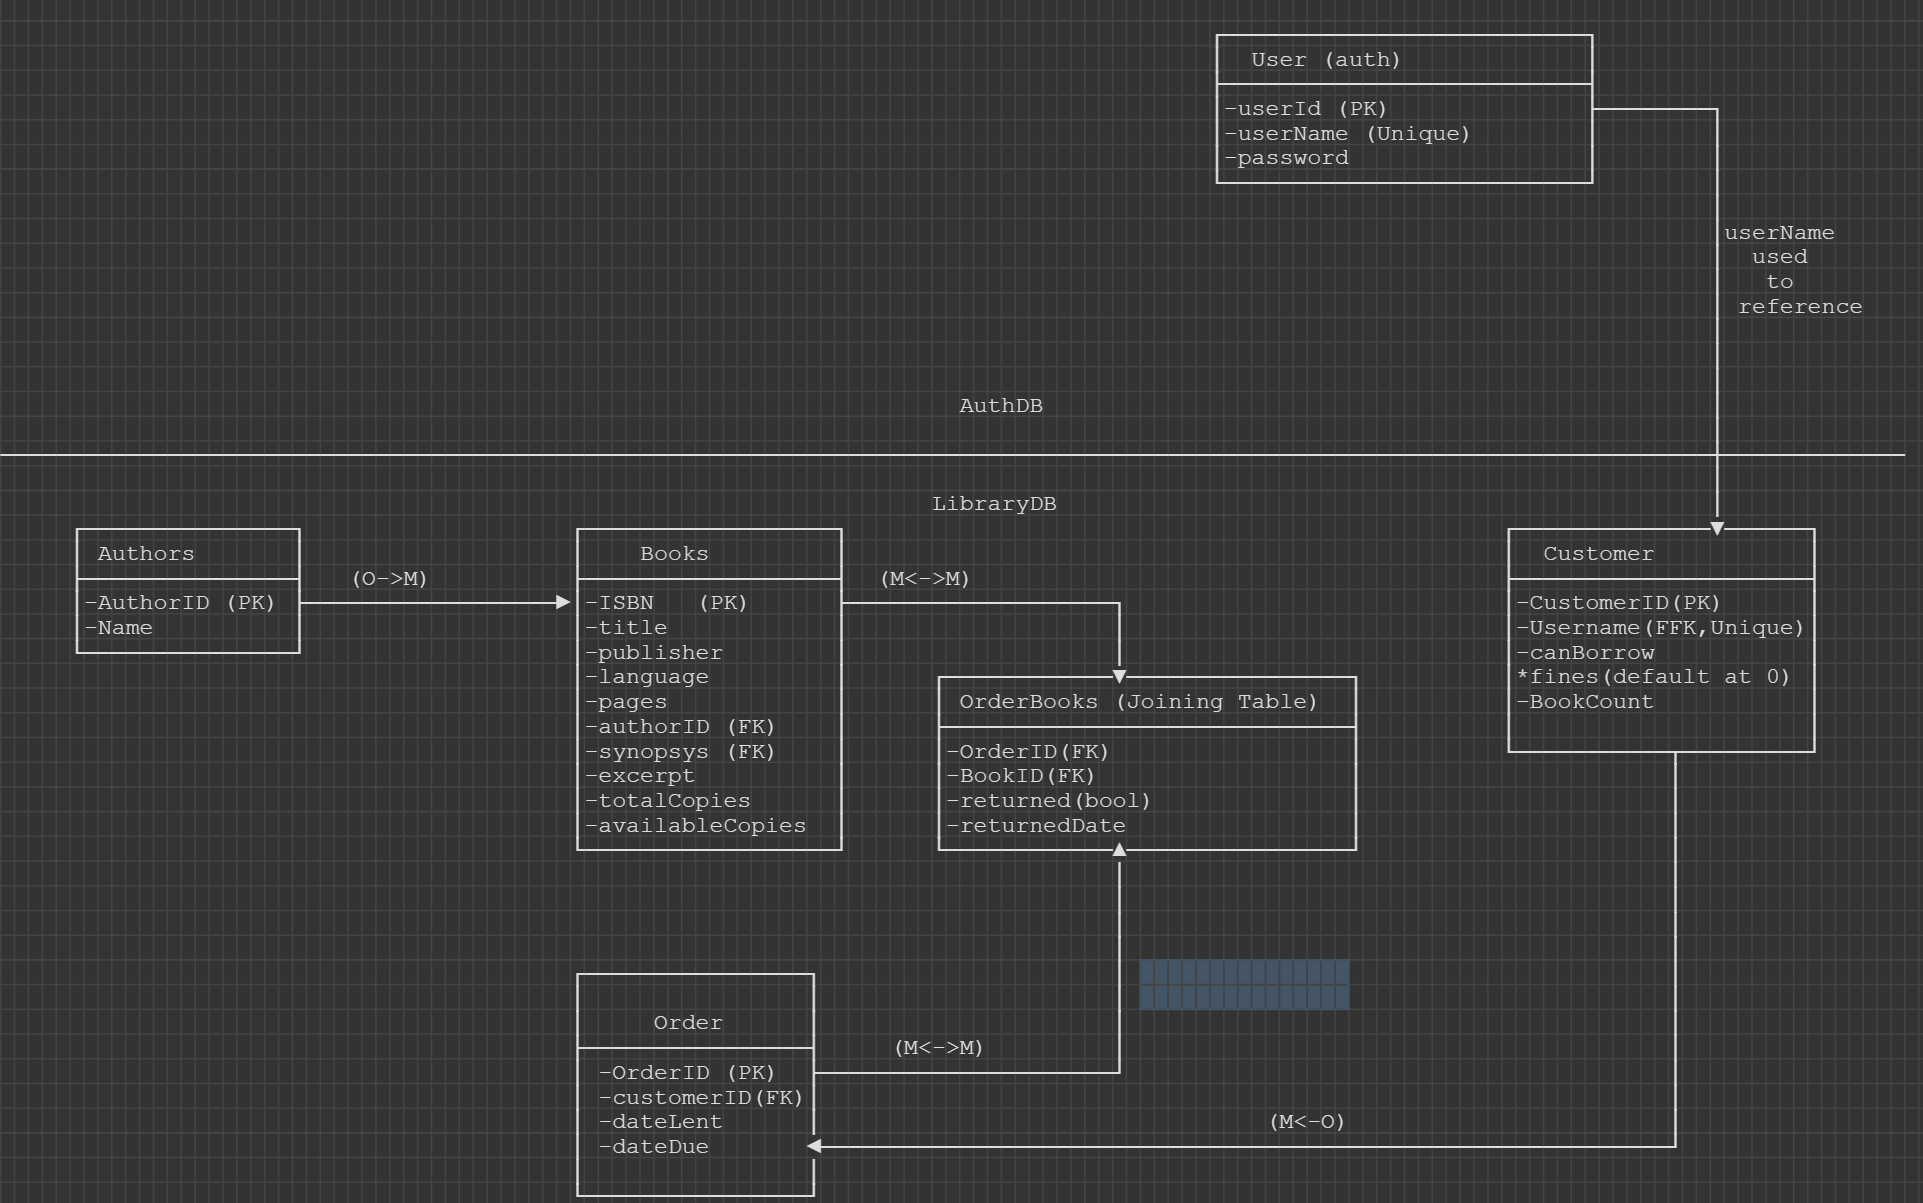 User (auth)
-userId (PK)
-userName (Unique)
-password
userName
used
to
reference
AuthDB
LibraryDB
Authors
-AuthorID (PK)
-Name
(O->M)
Books
-ISBN (PK)
-title
-publisher
-language
-pages
-authorID (FK)
-synopsys (FK)
-excerpt
-totalCopies
-availableCopies
(M<->M)
OrderBooks (Joining Table)
-OrderID(FK)
-BookID(FK)
-returned(bool)
-returnedDate
Customer
-CustomerID(PK)
-Username(FFK,Unique)
-canBorrow
*fines(default at 0)
-BookCount
Order
-OrderID (PK)
-customerID(FK)
-dateLent
-dateDue
(M<->M)
(M<-O)